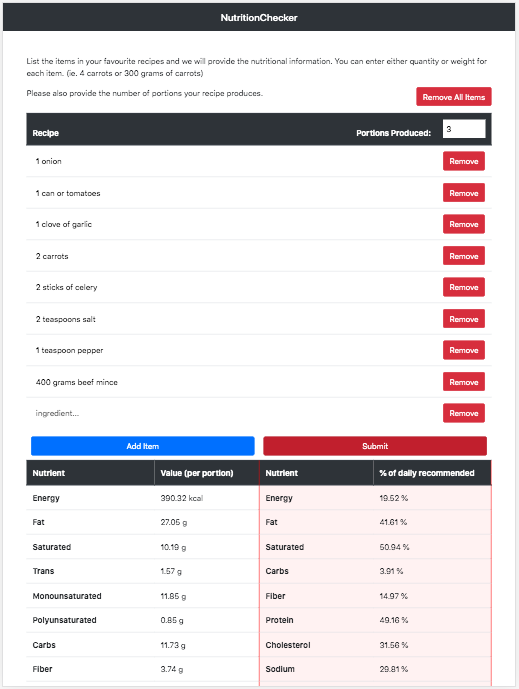 NutritionChecker
List the items in your favourite recipes and we will provide the nutritional information. You can enter either quantity or weight for
each item. (ie. 4 carrots or 300 grams of carrots)
Please also provide the number of portions your recipe produces.
Remove All Items
Recipe Portions Produced: 3
1 onion Remove
1 can or tomatoes Remove
1 clove of garlic Remove
2 carrots Remove
2 sticks of celery Remove
2 teaspoons salt Remove
1 teaspoon pepper Remove
400 grams beef mince Remove
ingredient... Remove
Add Item Submit
Nutrient Value (per portion) Nutrient % of daily recommended
Energy 390.32 kcal Energy 19.52 %
Fat 27.05 g Fat 41.61 %
Saturated 10.19 g Saturated 50.94 %
Trans 1.57 g Carbs 3.91 %
Monounsaturated 11.85 g Fiber 14.97 %
Polyunsaturated 0.85 g Protein 49.16 %
Carbs 11.73 g Cholesterol 31.56 %
Fiber 3.74 g Sodium 29.81 %